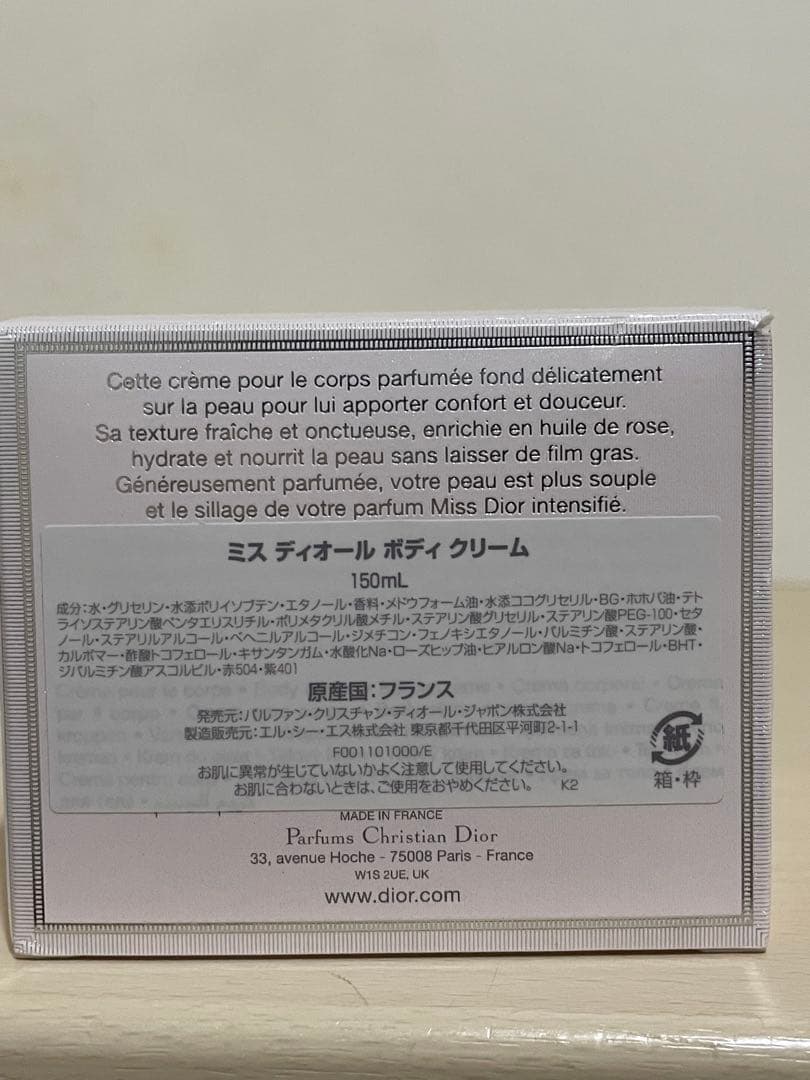 Cette crème pour le corps parfumée fond délicatement
sur la peau pour lui apporter confort et douceur.
Sa texture fraîche et onctueuse, enrichie en huile de rose,
hydrate et nourrit la peau sans laisser de film gras.
Généreusement parfumée, votre peau est plus souple
et le sillage de votre parfum Miss Dior intensifié.
ミス ディオール ボディ クリーム
150mL
成分:水・グリセリン・水添ポリイソブテン・エタノール・香料・メドウフォーム油・水添ココグリセリル・BG・ホホバ油・テト
ライソステアリン酸ペンタエリスリチル・ポリメタクリル酸メチル・ステアリン酸グリセリル・ステアリン酸PEG-100・セタ
ノール・ステアリルアルコール・ベヘニルアルコール・ジメチコン・フェノキシエタノール・パルミチン酸・ステアリン酸・
カルボマー・酢酸トコフェロール・キサンタンガム・水酸化Na・ローズヒップ油・ヒアルロン酸Na・トコフェロール・BHT・
ジパルミチン酸アスコルビル・赤504・紫401
原産国:フランス
発売元:パルファン・クリスチャン・ディオール・ジャポン株式会社
製造販売元:エル・シー・エス株式会社 東京都千代田区平河町2-1-1
F001101000/E
お肌に異常が生じていないかよく注意して使用してください。
お肌に合わないときは、ご使用をおやめください。 K2
紙
箱・枠
MADE IN FRANCE
Parfums Christian Dior
33, avenue Hoche - 75008 Paris - France
W1S 2UE, UK
www.dior.com